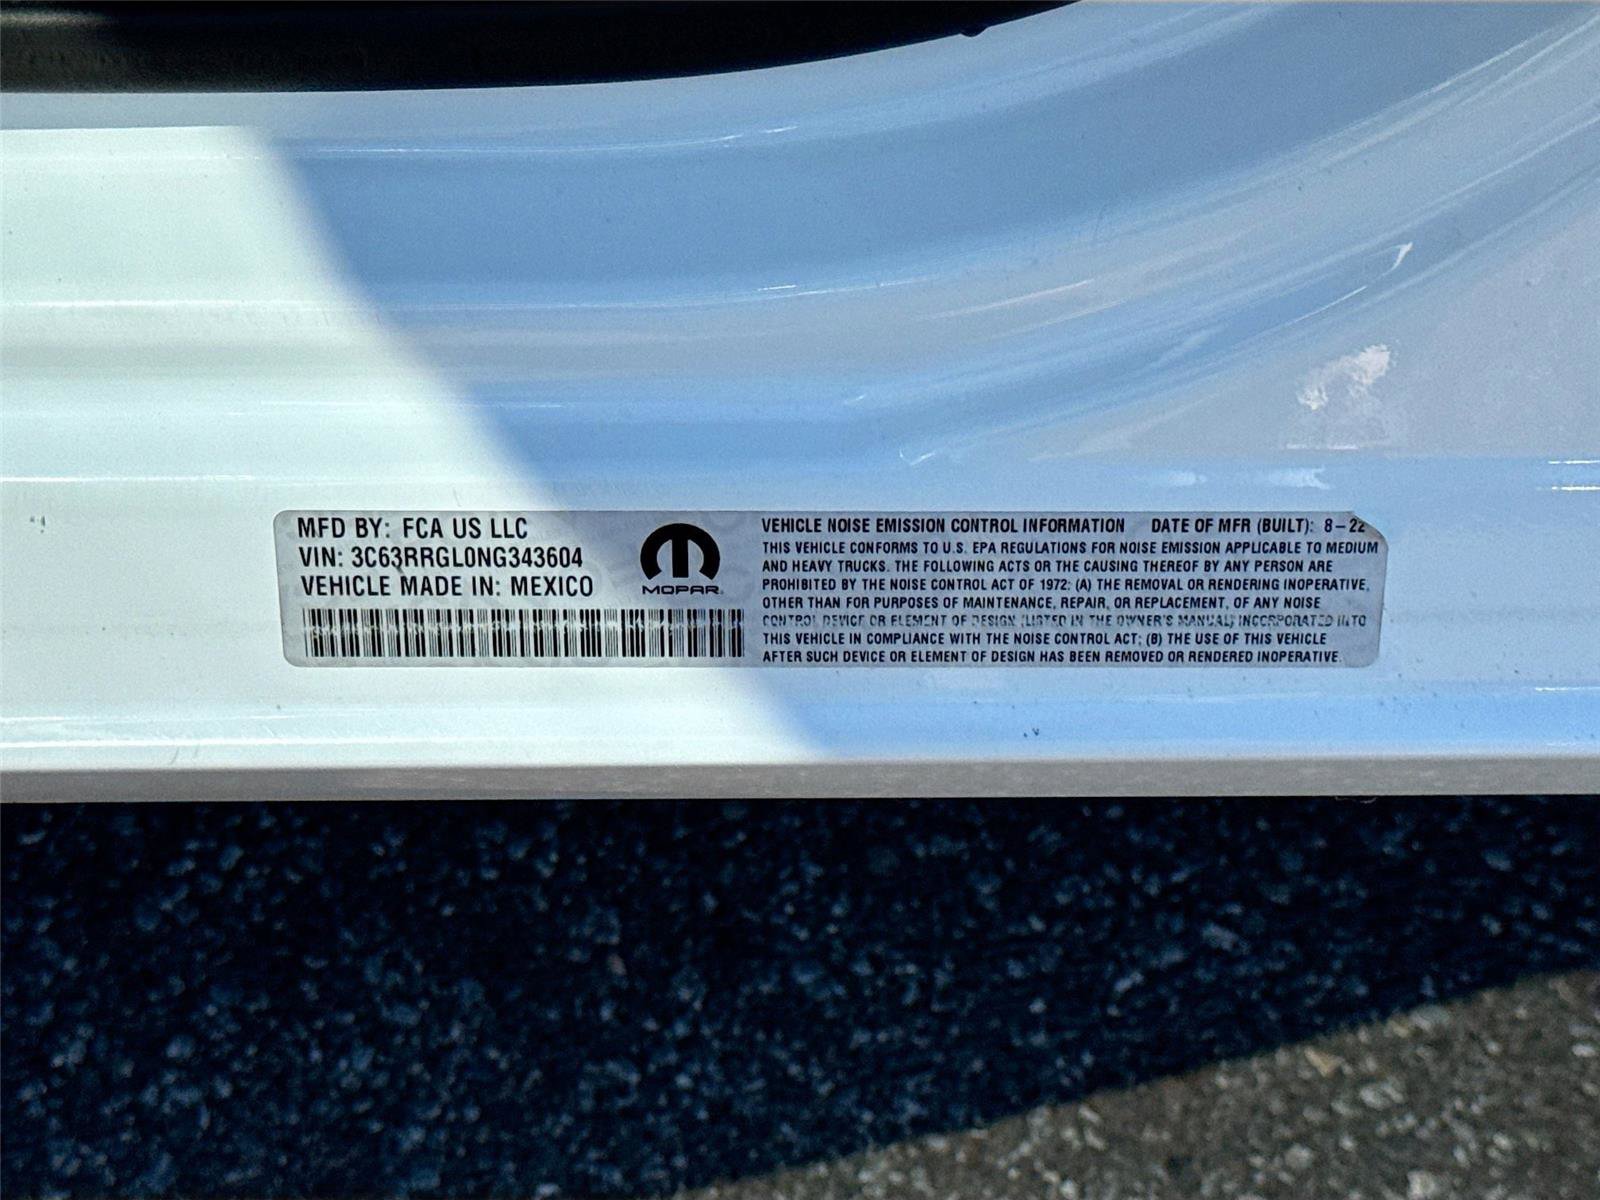 MFD BY: FCA US LLC
VIN: 3C63RRGL0NG343604
VEHICLE MADE IN: MEXICO
MOPAR
VEHICLE NOISE EMISSION CONTROL INFORMATION DATE OF MFR (BUILT): 8-22
THIS VEHICLE CONFORMS TO U.S. EPA REGULATIONS FOR NOISE EMISSION APPLICABLE TO MEDIUM
AND HEAVY TRUCKS. THE FOLLOWING ACTS OR THE CAUSING THEREOF BY ANY PERSON ARE
PROHIBITED BY THE NOISE CONTROL ACT OF 1972: (A) THE REMOVAL OR RENDERING INOPERATIVE,
OTHER THAN FOR PURPOSES OF MAINTENANCE, REPAIR, OR REPLACEMENT, OF ANY NOISE
CONTROL DEVICE OR ELEMENT OF DESIGN (LISTED IN THE OWNER'S MANUAL) INCORPORATED INTO
THIS VEHICLE IN COMPLIANCE WITH THE NOISE CONTROL ACT; (B) THE USE OF THIS VEHICLE
AFTER SUCH DEVICE OR ELEMENT OF DESIGN HAS BEEN REMOVED OR RENDERED INOPERATIVE.